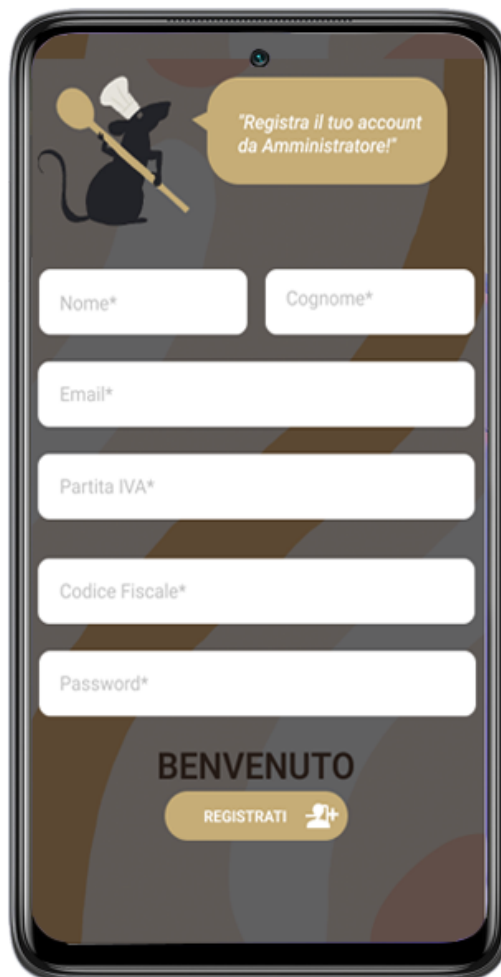 "Registra il tuo account
da Amministratore!"
Nome*
Cognome*
Email*
Partita IVA*
Codice Fiscale*
Password*
BENVENUTO
REGISTRATI